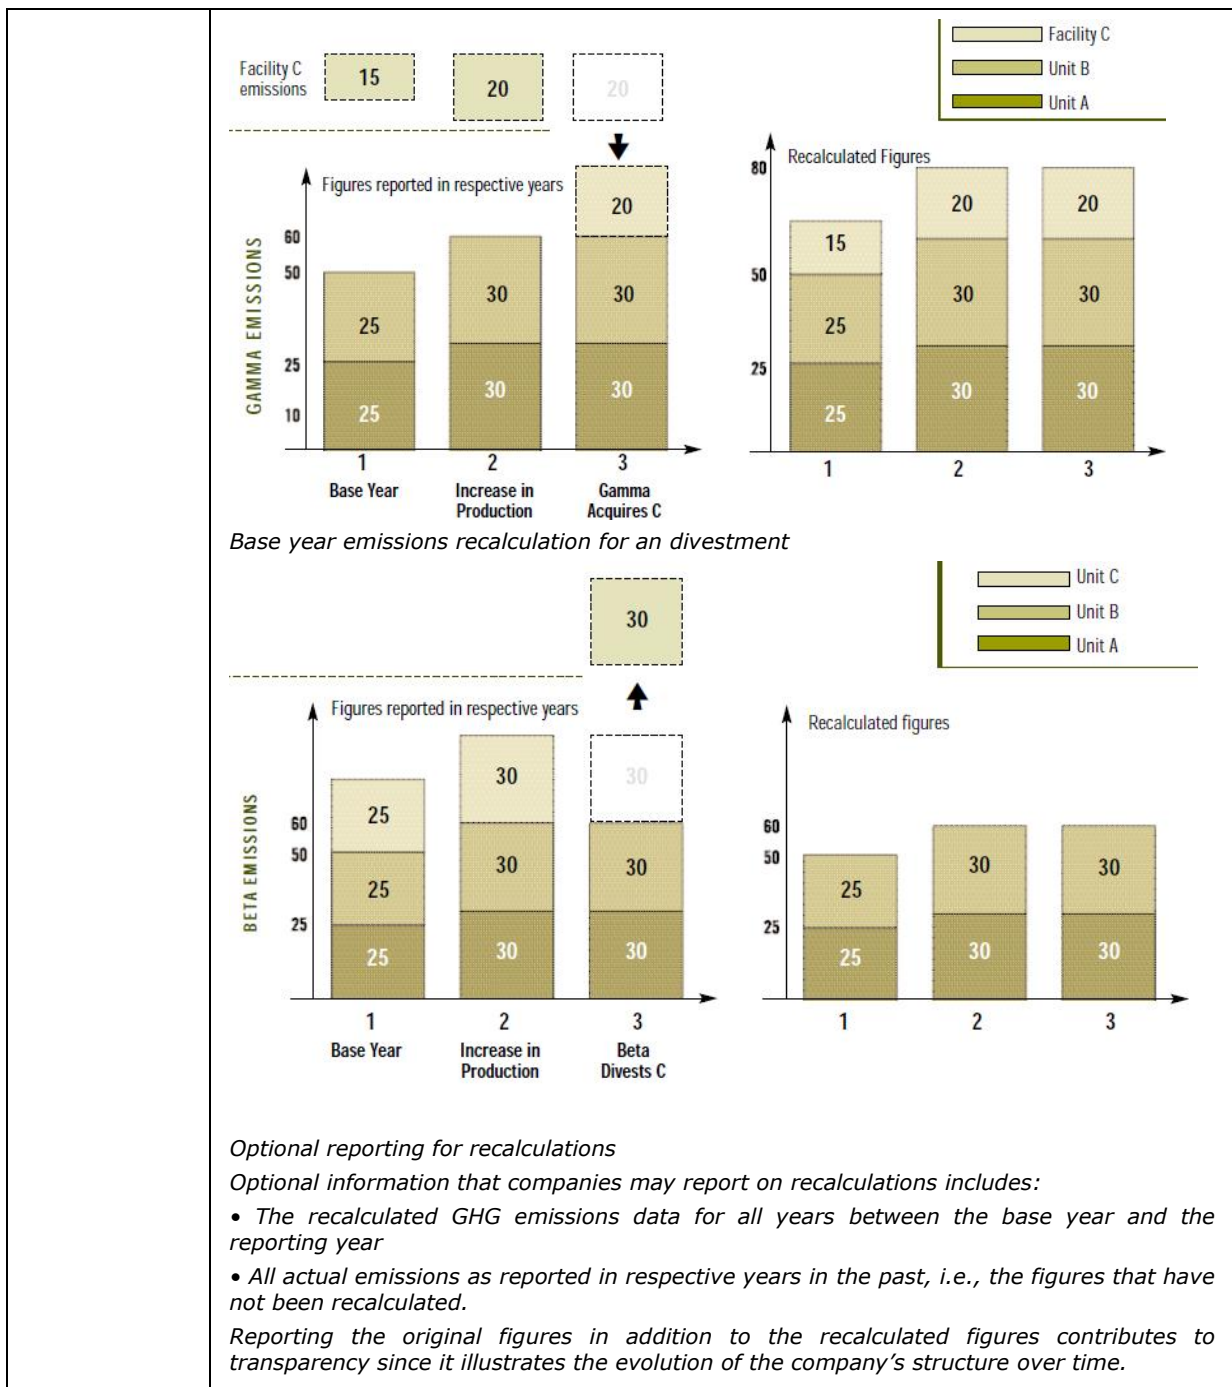 Facility C
Unit B
Unit A
Facility C
emissions
15
20
20
Figures reported in respective years
Recalculated Figures
GAMMA EMISSIONS
60
50
25
10
25
25
30
30
20
30
30
1
2
3
Base Year
Increase in
Production
Gamma
Acquires C
80
50
25
15
25
25
20
30
30
20
30
30
1
2
3
Base year emissions recalculation for an divestment
Unit C
Unit B
Unit A
30
Figures reported in respective years
Recalculated figures
BETA EMISSIONS
60
50
25
25
25
25
30
30
30
30
30
30
1
2
3
Base Year
Increase in
Production
Beta
Divests C
60
50
25
25
25
30
30
30
30
1
2
3
Optional reporting for recalculations
Optional information that companies may report on recalculations includes:
• The recalculated GHG emissions data for all years between the base year and the
reporting year
• All actual emissions as reported in respective years in the past, i.e., the figures that have
not been recalculated.
Reporting the original figures in addition to the recalculated figures contributes to
transparency since it illustrates the evolution of the company's structure over time.